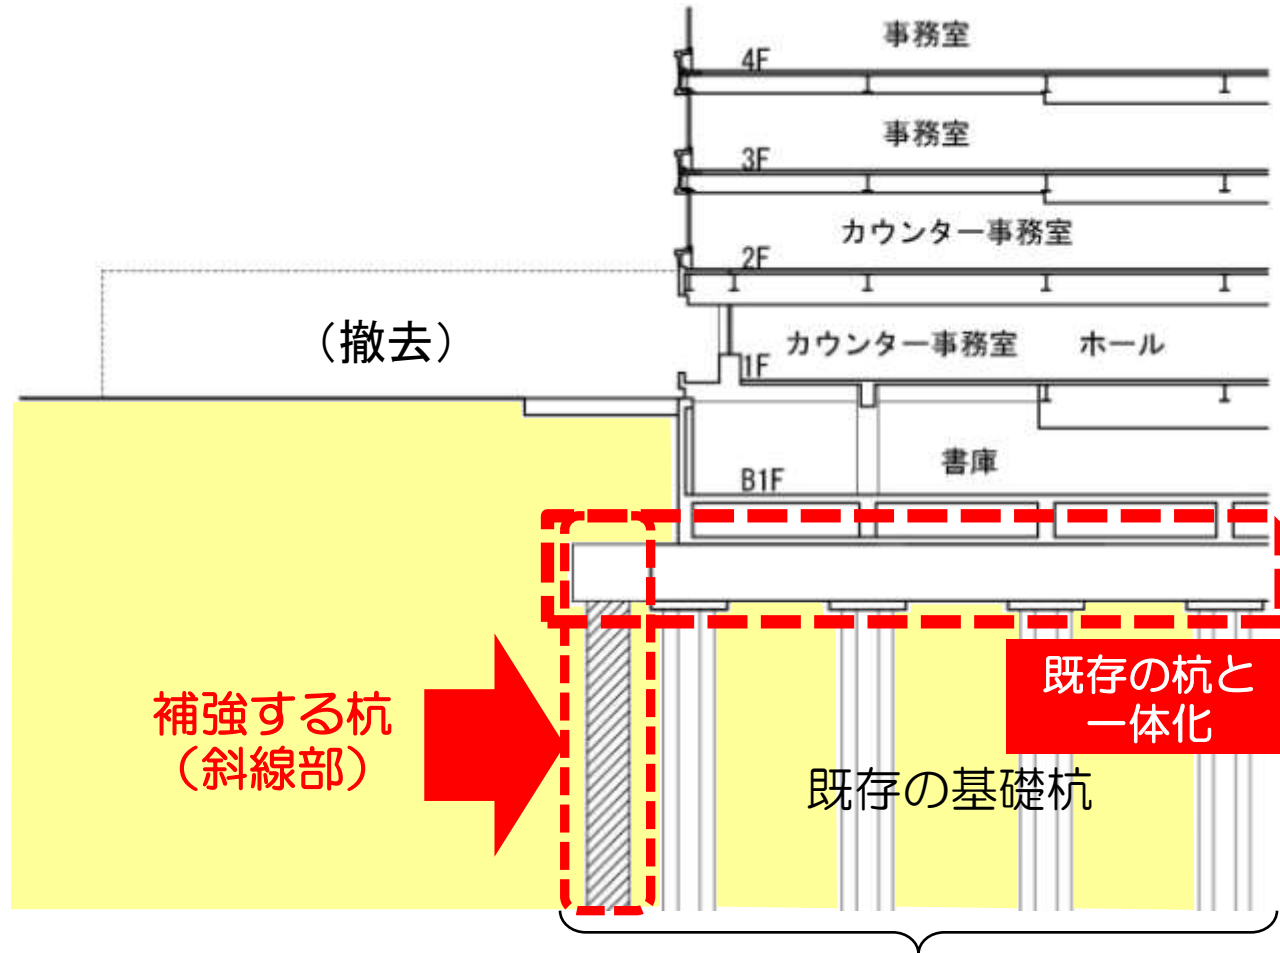 事務室
4F
事務室
3F
カウンター事務室
2F
（撤去）
カウンター事務室 ホール
1F
書庫
B1F
既存の杭と
一体化
補強する杭
（斜線部）
既存の基礎杭